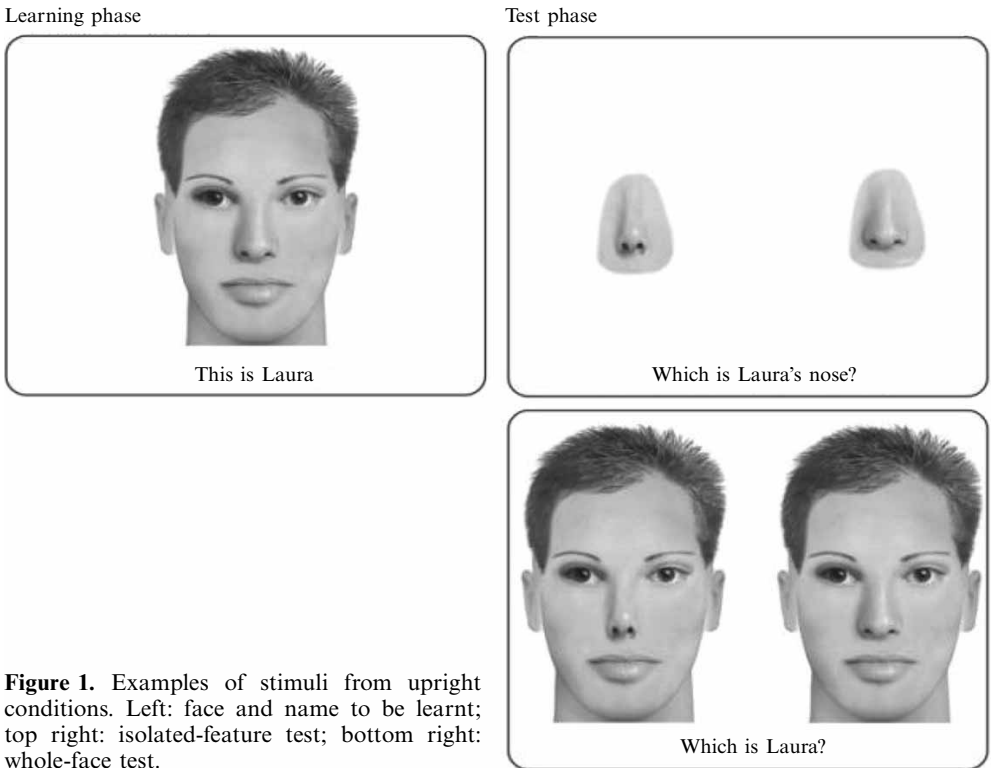 Learning phase
Test phase
This is Laura
Which is Laura's nose?
Which is Laura?
Figure 1. Examples of stimuli from upright
conditions. Left: face and name to be learnt;
top right: isolated-feature test; bottom right:
whole-face test.